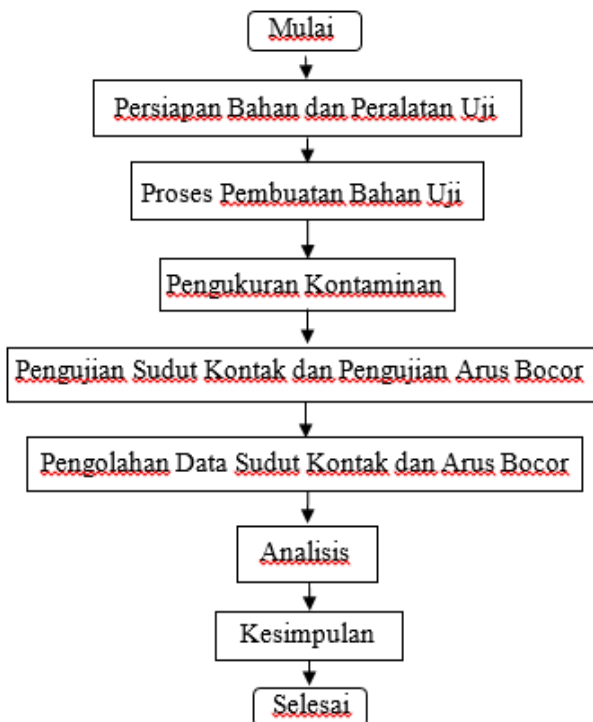 Mulai
Persiapan Bahan dan Peralatan Uji
Proses Pembuatan Bahan Uji
Pengukuran Kontaminan
Pengujian Sudut Kontak dan Pengujian Arus Bocor
Pengolahan Data Sudut Kontak dan Arus Bocor
Analisis
Kesimpulan
Selesai